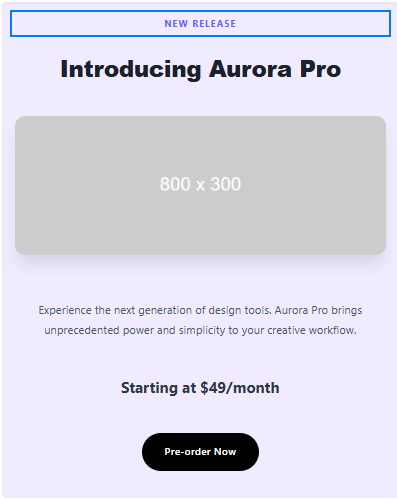 NEW RELEASE
Introducing Aurora Pro
800 x 300
Experience the next generation of design tools. Aurora Pro brings
unprecedented power and simplicity to your creative workflow.
Starting at $49/month
Pre-order Now